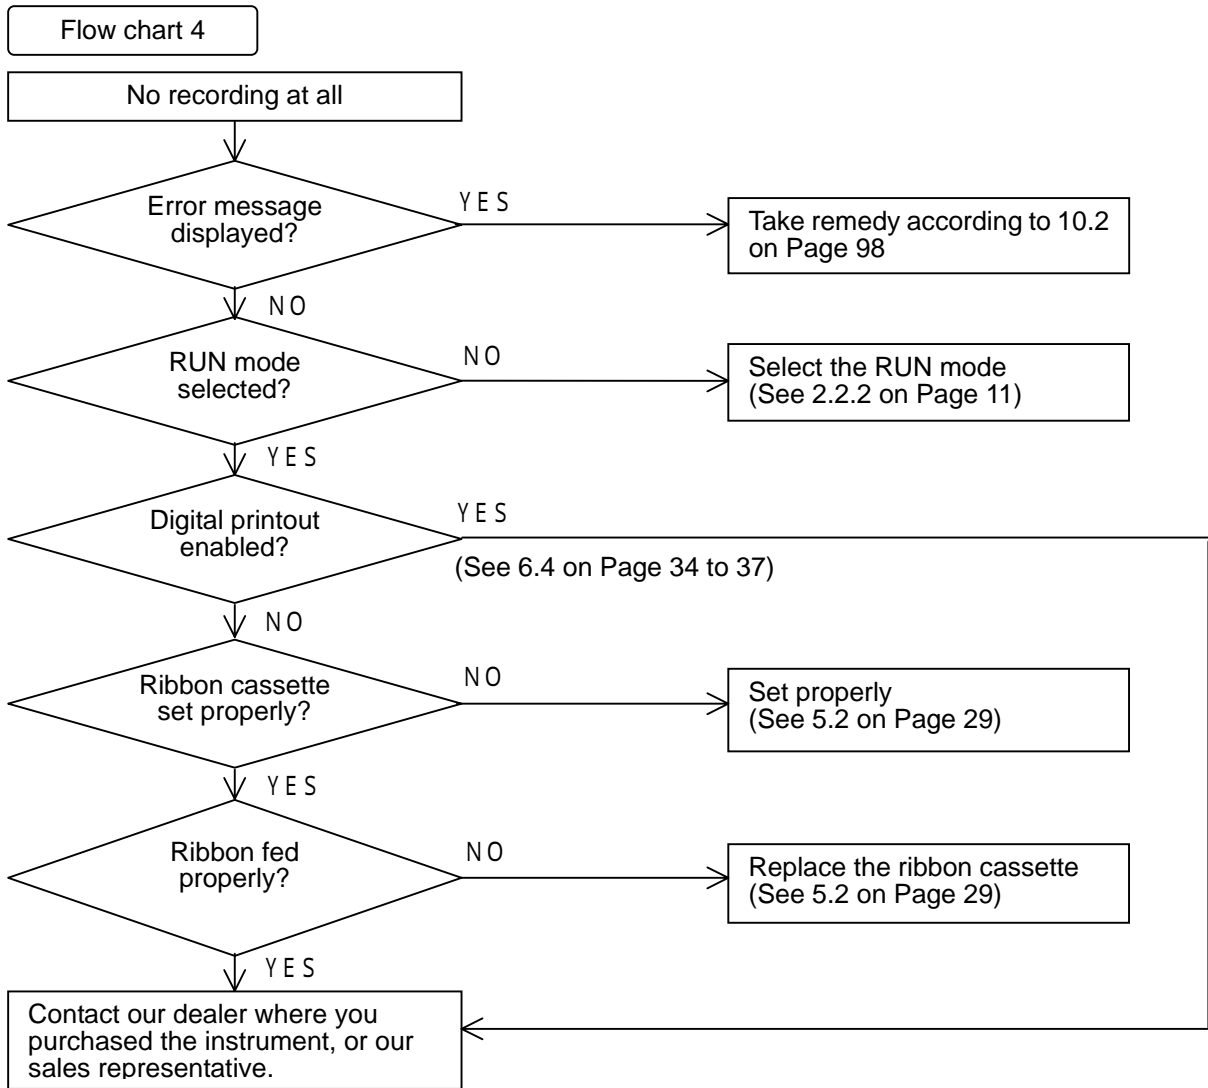 Flow chart 4
No recording at all
Error message
displayed?
YES
Take remedy according to 10.2
on Page 98
NO
RUN mode
selected?
NO
Select the RUN mode
(See 2.2.2 on Page 11)
YES
Digital printout
enabled?
YES
(See 6.4 on Page 34 to 37)
NO
Ribbon cassette
set properly?
NO
Set properly
(See 5.2 on Page 29)
YES
Ribbon fed
properly?
NO
Replace the ribbon cassette
(See 5.2 on Page 29)
YES
Contact our dealer where you
purchased the instrument, or our
sales representative.